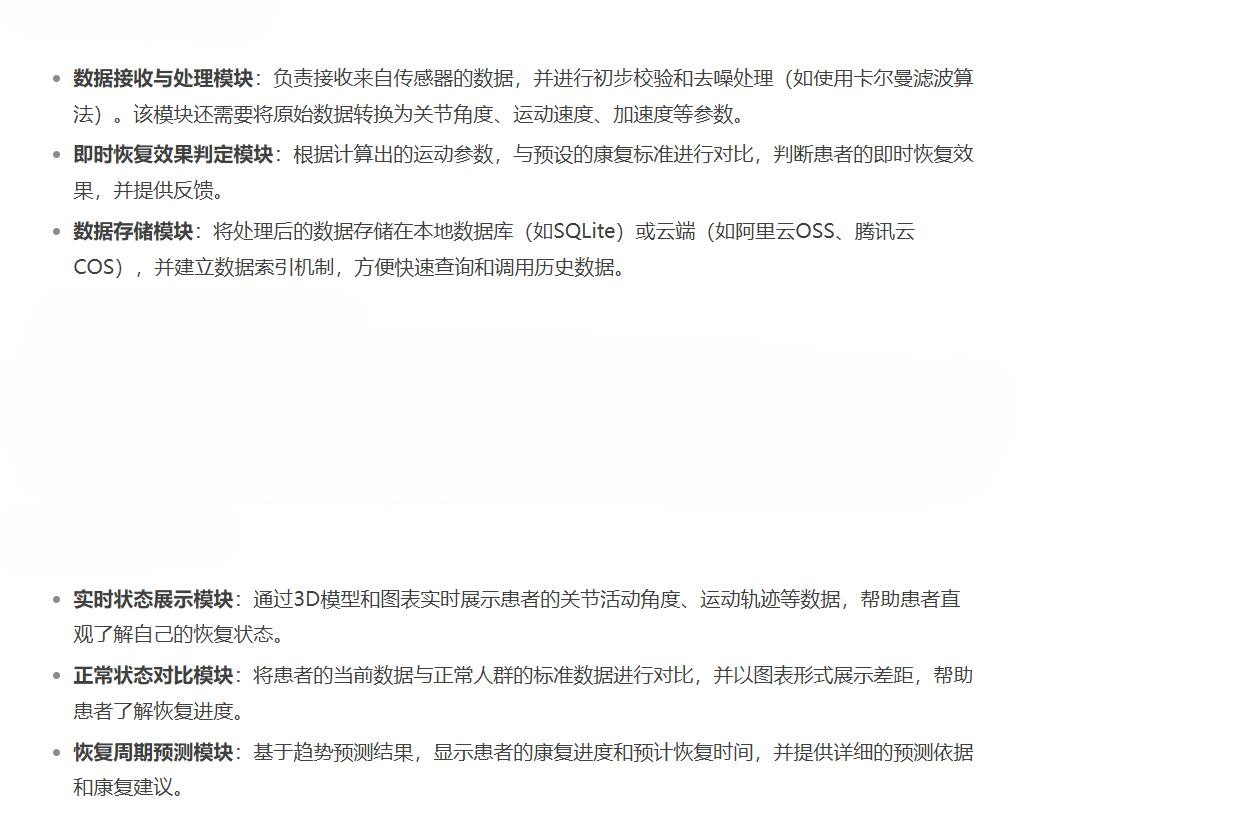 • 数据接收与处理模块：负责接收来自传感器的数据，并进行初步校验和去噪处理（如使用卡尔曼滤波算
法）。该模块还需要将原始数据转换为关节角度、运动速度、加速度等参数。
• 即时恢复效果判定模块：根据计算出的运动参数，与预设的康复标准进行对比，判断患者的即时恢复效
果，并提供反馈。
• 数据存储模块：将处理后的数据存储在本地数据库（如SQLite）或云端（如阿里云OSS、腾讯云
COS），并建立数据索引机制，方便快速查询和调用历史数据。
• 实时状态展示模块：通过3D模型和图表实时展示患者的关节活动角度、运动轨迹等数据，帮助患者直
观了解自己的恢复状态。
• 正常状态对比模块：将患者的当前数据与正常人群的标准数据进行对比，并以图表形式展示差距，帮助
患者了解恢复进度。
• 恢复周期预测模块：基于趋势预测结果，显示患者的康复进度和预计恢复时间，并提供详细的预测依据
和康复建议。